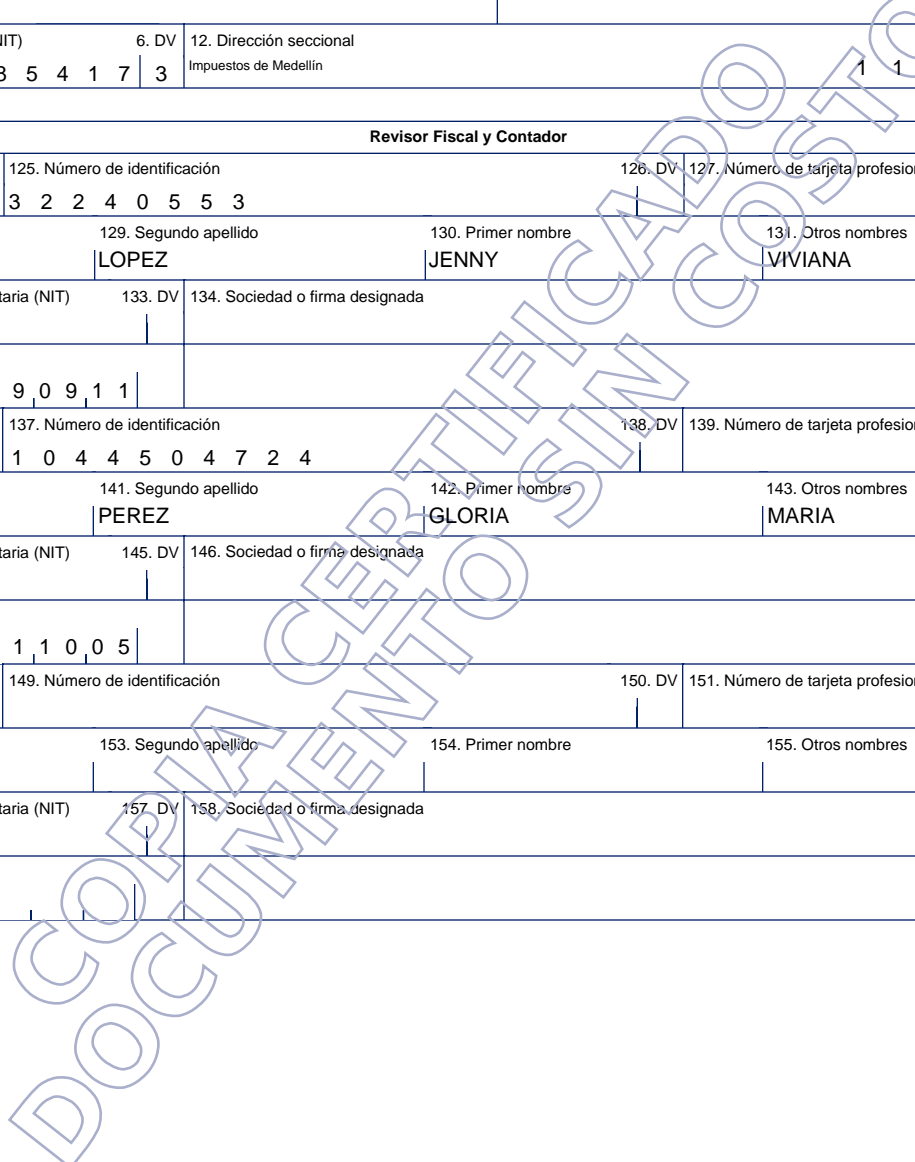 NIT) 6. DV 12. Dirección seccional
5 4 1 7 3 Impuestos de Medellín 1 1
Revisor Fiscal y Contador
125. Número de identificación 126. DV 127. Número de tarjeta
3 2 2 4 0 5 5 3
129. Segundo apellido 130. Primer nombre 131. Otros nombres
LOPEZ JENNY VIVIANA
(NIT) 133. DV 134. Sociedad o firma designada
9 0 9 1 1
137. Número de identificación 138. DV 139. Número de tarjeta
1 0 4 4 5 0 4 7 2 4
141. Segundo apellido 142. Primer nombre 143. Otros nombres
PEREZ GLORIA MARIA
(NIT) 145. DV 146. Sociedad o firma designada
1 1 0 0 5
149. Número de identificación 150. DV 151. Número de tarjeta
153. Segundo apellido 154. Primer nombre 155. Otros nombres
(NIT) 157. DV 158. Sociedad o firma designada
COPIA CERTIFICADO
DOCUMENTO SIN COSTO